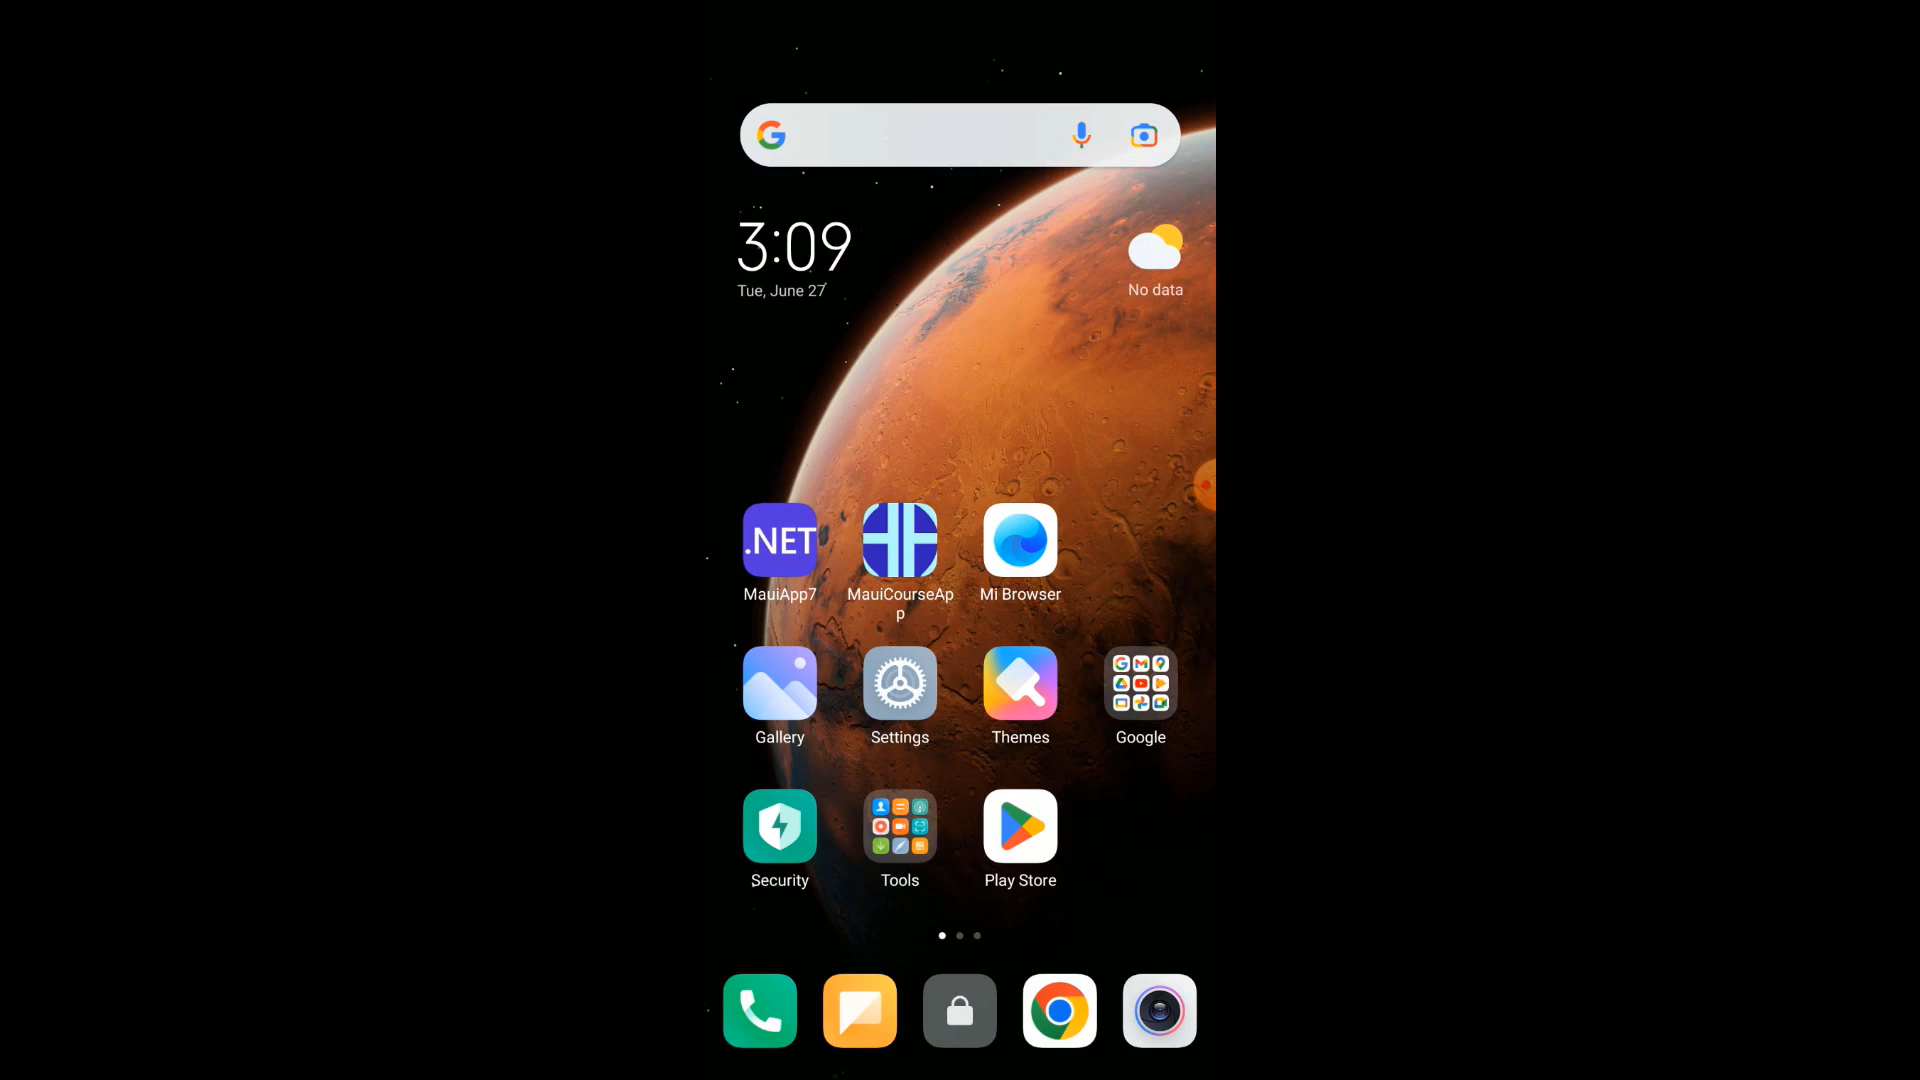 3:09
Tue, June 27
No data
.NET
MauiApp7
MauiCourseAp
p
Mi Browser
Gallery
Settings
Themes
Google
Security
Tools
Play Store